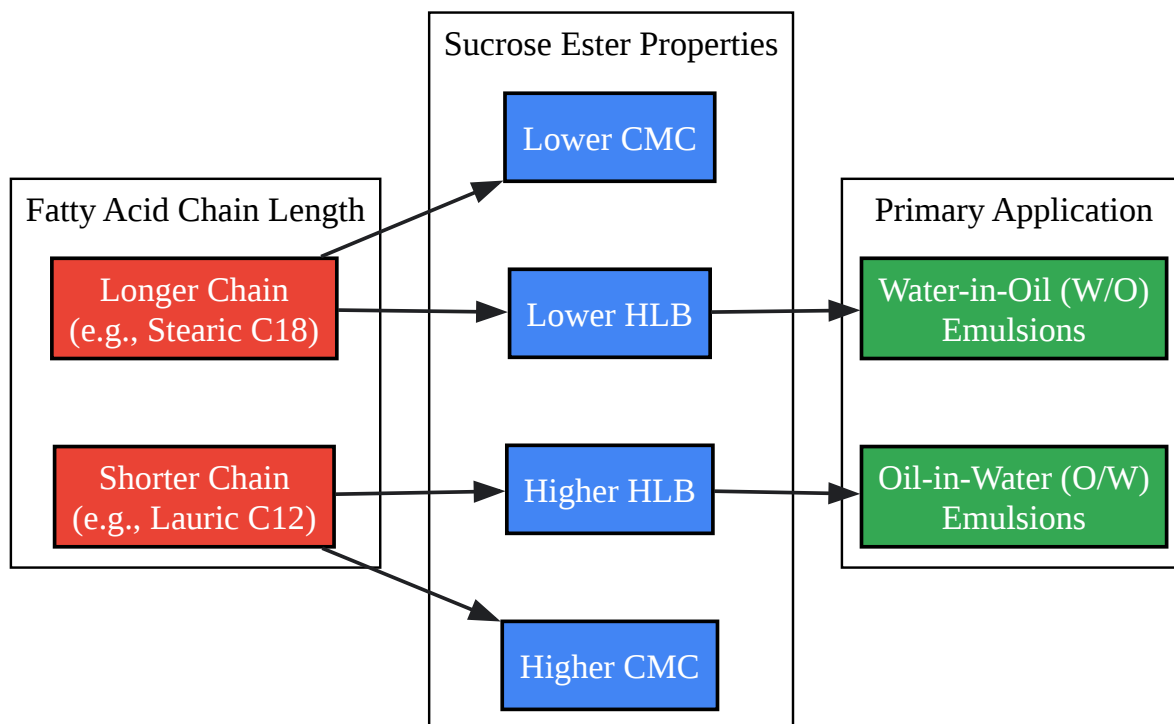 Sucrose Ester Properties
Lower CMC
Fatty Acid Chain Length
Primary Application
Longer Chain
(e.g., Stearic C18)
Lower HLB
Water-in-Oil (W/O)
Emulsions
Shorter Chain
(e.g., Lauric C12)
Higher HLB
Oil-in-Water (O/W)
Emulsions
Higher CMC